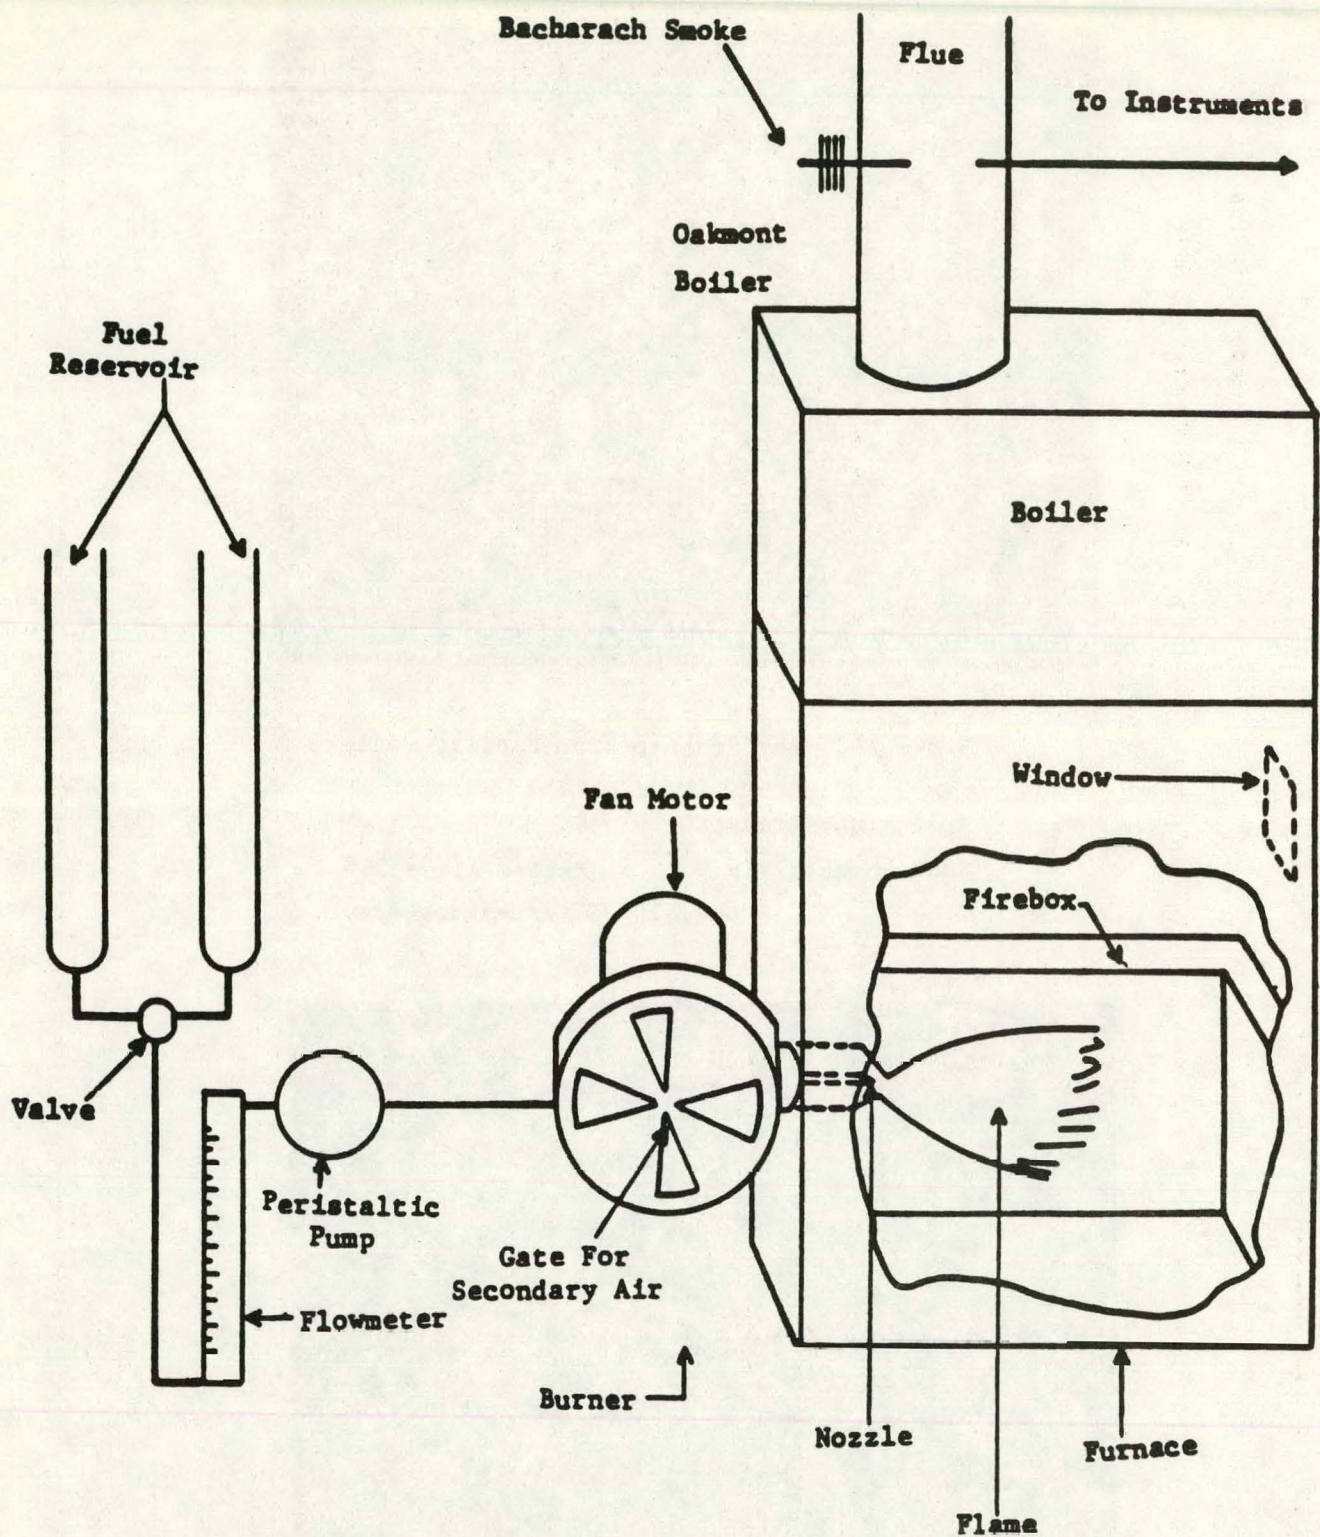 Bacharach Smoke
Flue
To Instruments
Oakmont
Boiler
Fuel
Reservoir
Boiler
Window
Fan Motor
Firebox
Valve
Peristaltic
Pump
Gate For
Secondary Air
Flowmeter
Burner
Nozzle
Furnace
Flame